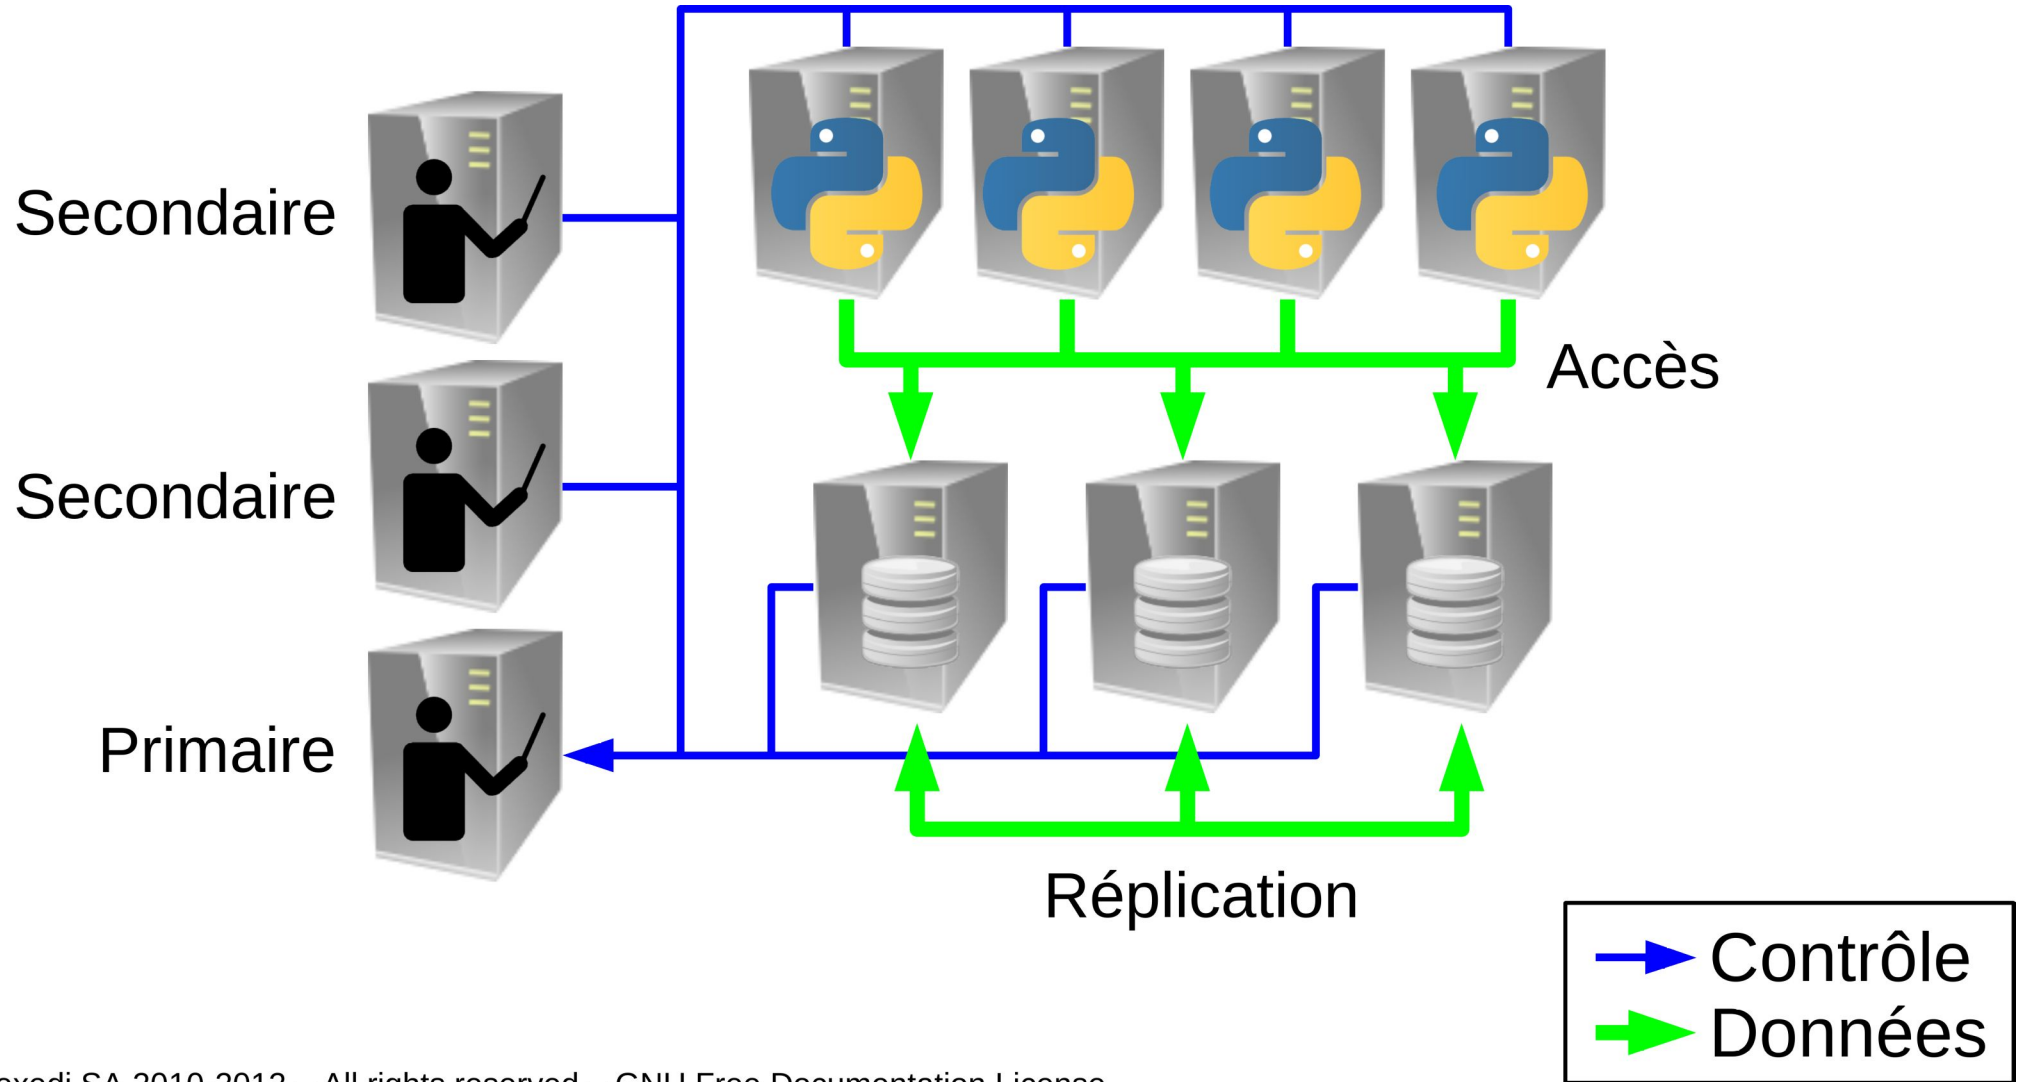 Secondaire
Accès
Secondaire
Primaire
Réplication
Contrôle
Données
SA 2010-2012 – All rights reserved – GNU Free Documentation License